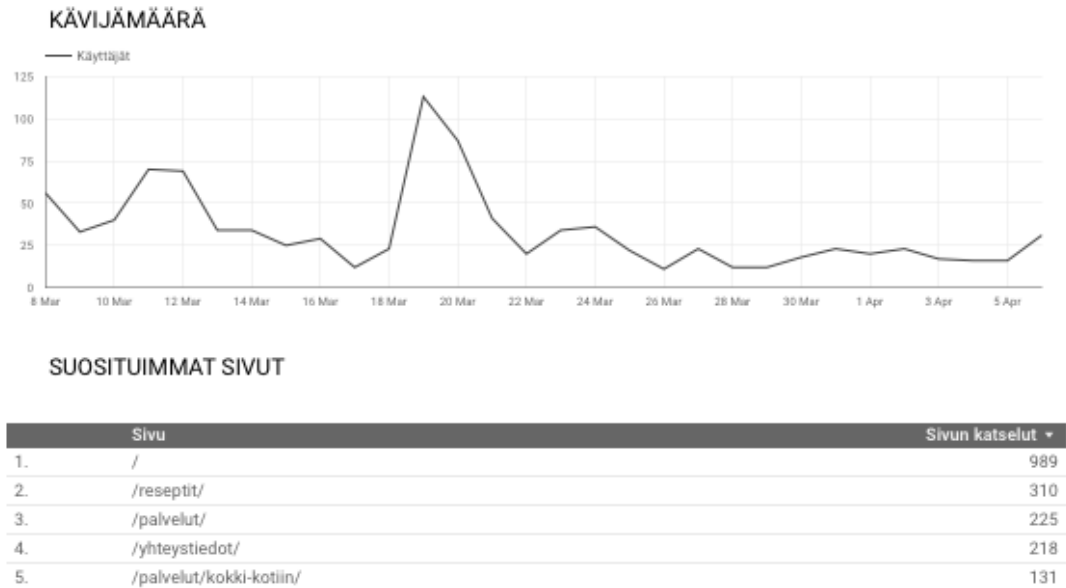 KÄVIJÄMÄÄRÄ
Käyttäjät
125
100
75
50
25
0
8 Mar 10 Mar 12 Mar 14 Mar 16 Mar 18 Mar 20 Mar 22 Mar 24 Mar 26 Mar 28 Mar 30 Mar 1 Apr 3 Apr 5 Apr
SUOSITUIMMAT SIVUT
Sivu Sivun katselut
1. / 989
2. /reseptit/ 310
3. /palvelut/ 225
4. /yhteystiedot/ 218
5. /palvelut/kokki-kotiin/ 131